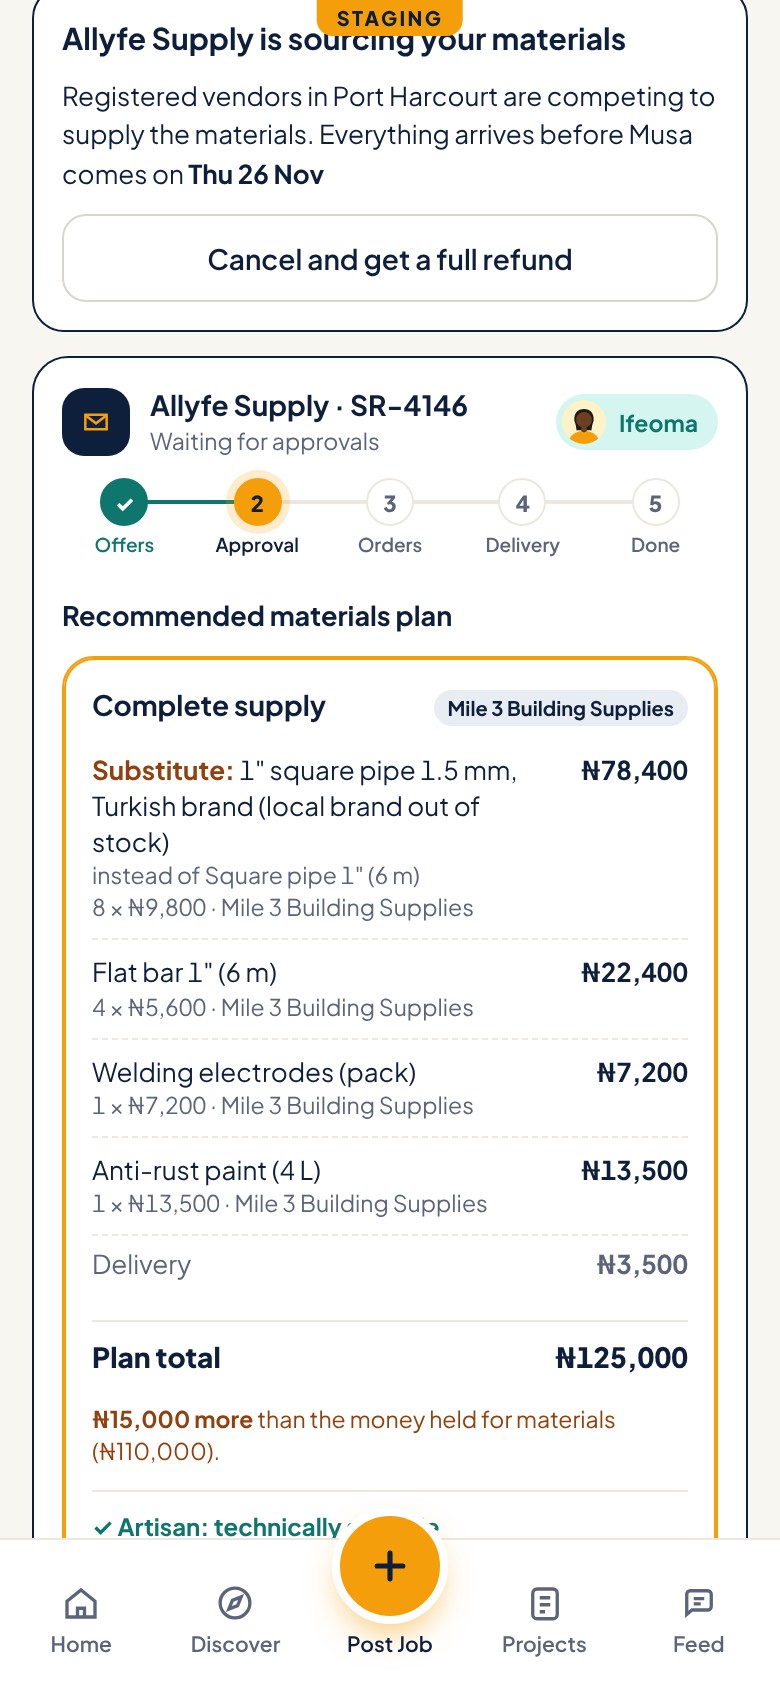 STAGING
Allyfe Supply is sourcing your materials
Registered vendors in Port Harcourt are competing to
supply the materials. Everything arrives before Musa
comes on Thu 26 Nov
Cancel and get a full refund
Allyfe Supply · SR-4146
Waiting for approvals
Ifeoma
2
3
4
5
Offers
Approval
Orders
Delivery
Done
Recommended materials plan
Complete supply
Mile 3 Building Supplies
Substitute: 1" square pipe 1.5 mm,
₦78,400
Turkish brand (local brand out of
stock)
instead of Square pipe 1" (6 m)
8 × ₦9,800 · Mile 3 Building Supplies
Flat bar 1" (6 m)
₦22,400
4 × ₦5,600 · Mile 3 Building Supplies
Welding electrodes (pack)
₦7,200
1 × ₦7,200 · Mile 3 Building Supplies
Anti-rust paint (4 L)
₦13,500
1 × ₦13,500 · Mile 3 Building Supplies
Delivery
₦3,500
Plan total
₦125,000
₦15,000 more than the money held for materials
(₦110,000).
✓ Artisan: technically
Home
Discover
Post Job
Projects
Feed